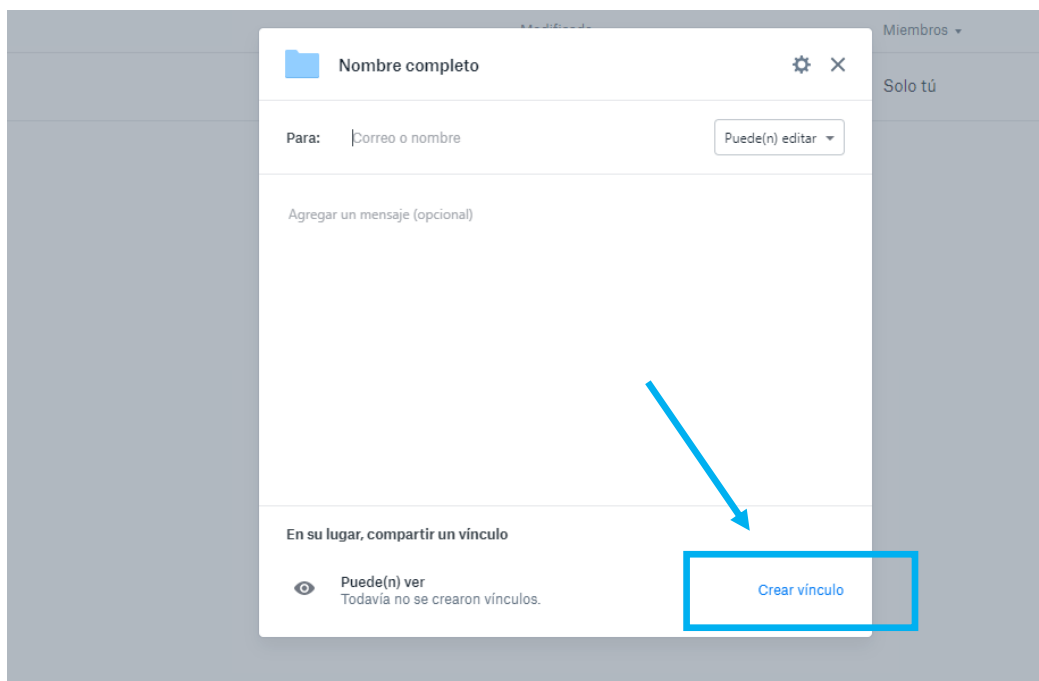 Modificado
Miembros
Nombre completo
Solo tú
Para: Correo o nombre Puede(n) editar
Agregar un mensaje (opcional)
En su lugar, compartir un vínculo
Puede(n) ver
Todavía no se crearon vínculos.
Crear vínculo